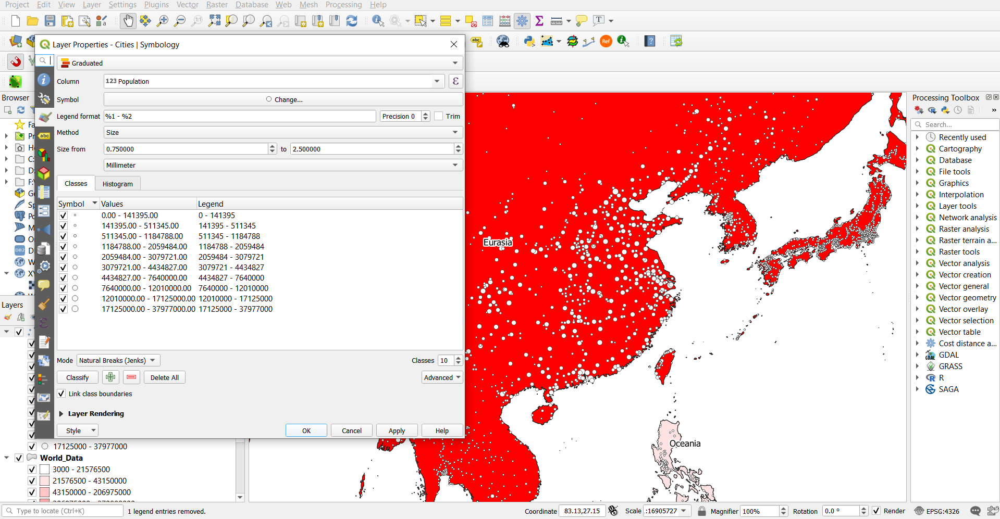 Project Edit View Layer Settings Plugins Vector Raster Database Web Mesh Processing Help
Layer Properties - Cities | Symbology
Graduated
Column 123 Population ε
Symbol Change...
Legend format %1 - %2 Precision 0 Trim
Method Size
Size from 0.750000 to 2.500000
Millimeter
Classes Histogram
Symbol Values Legend
0.00 - 141395.00 0 - 141395
141395.00 - 511345.00 141395 - 511345
511345.00 - 1184788.00 511345 - 1184788
1184788.00 - 2059484.00 1184788 - 2059484
2059484.00 - 3079721.00 2059484 - 3079721
3079721.00 - 4434827.00 3079721 - 4434827
4434827.00 - 7640000.00 4434827 - 7640000
7640000.00 - 12010000.00 7640000 - 12010000
12010000.00 - 17125000.00 12010000 - 17125000
17125000.00 - 37977000.00 17125000 - 37977000
Mode Natural Breaks (Jenks) Classes 10
Classify Delete All Advanced
Link class boundaries
Layer Rendering
Style OK Cancel Apply Help
Browser
Fa
Pr
Ho
C:
D:
F:\
Ge
Sp
Po
M
Or
DB2 D
W
XY
Layers
17125000 - 37977000
World_Data
3000 - 21576500
21576500 - 43150000
43150000 - 206975000
abc
abc
Ref
Eurasia
Oceania
Processing Toolbox
Search...
Recently used
Cartography
Database
File tools
Graphics
Interpolation
Layer tools
Network analysis
Raster analysis
Raster terrain a...
Raster tools
Vector analysis
Vector creation
Vector general
Vector geometry
Vector overlay
Vector selection
Vector table
Cost distance a...
GDAL
GRASS
R
SAGA
Type to locate (Ctrl+K) 1 legend entries removed. Coordinate 83.13,27.15 Scale :16905727 Magnifier 100% Rotation 0.0 ° Render EPSG:4326